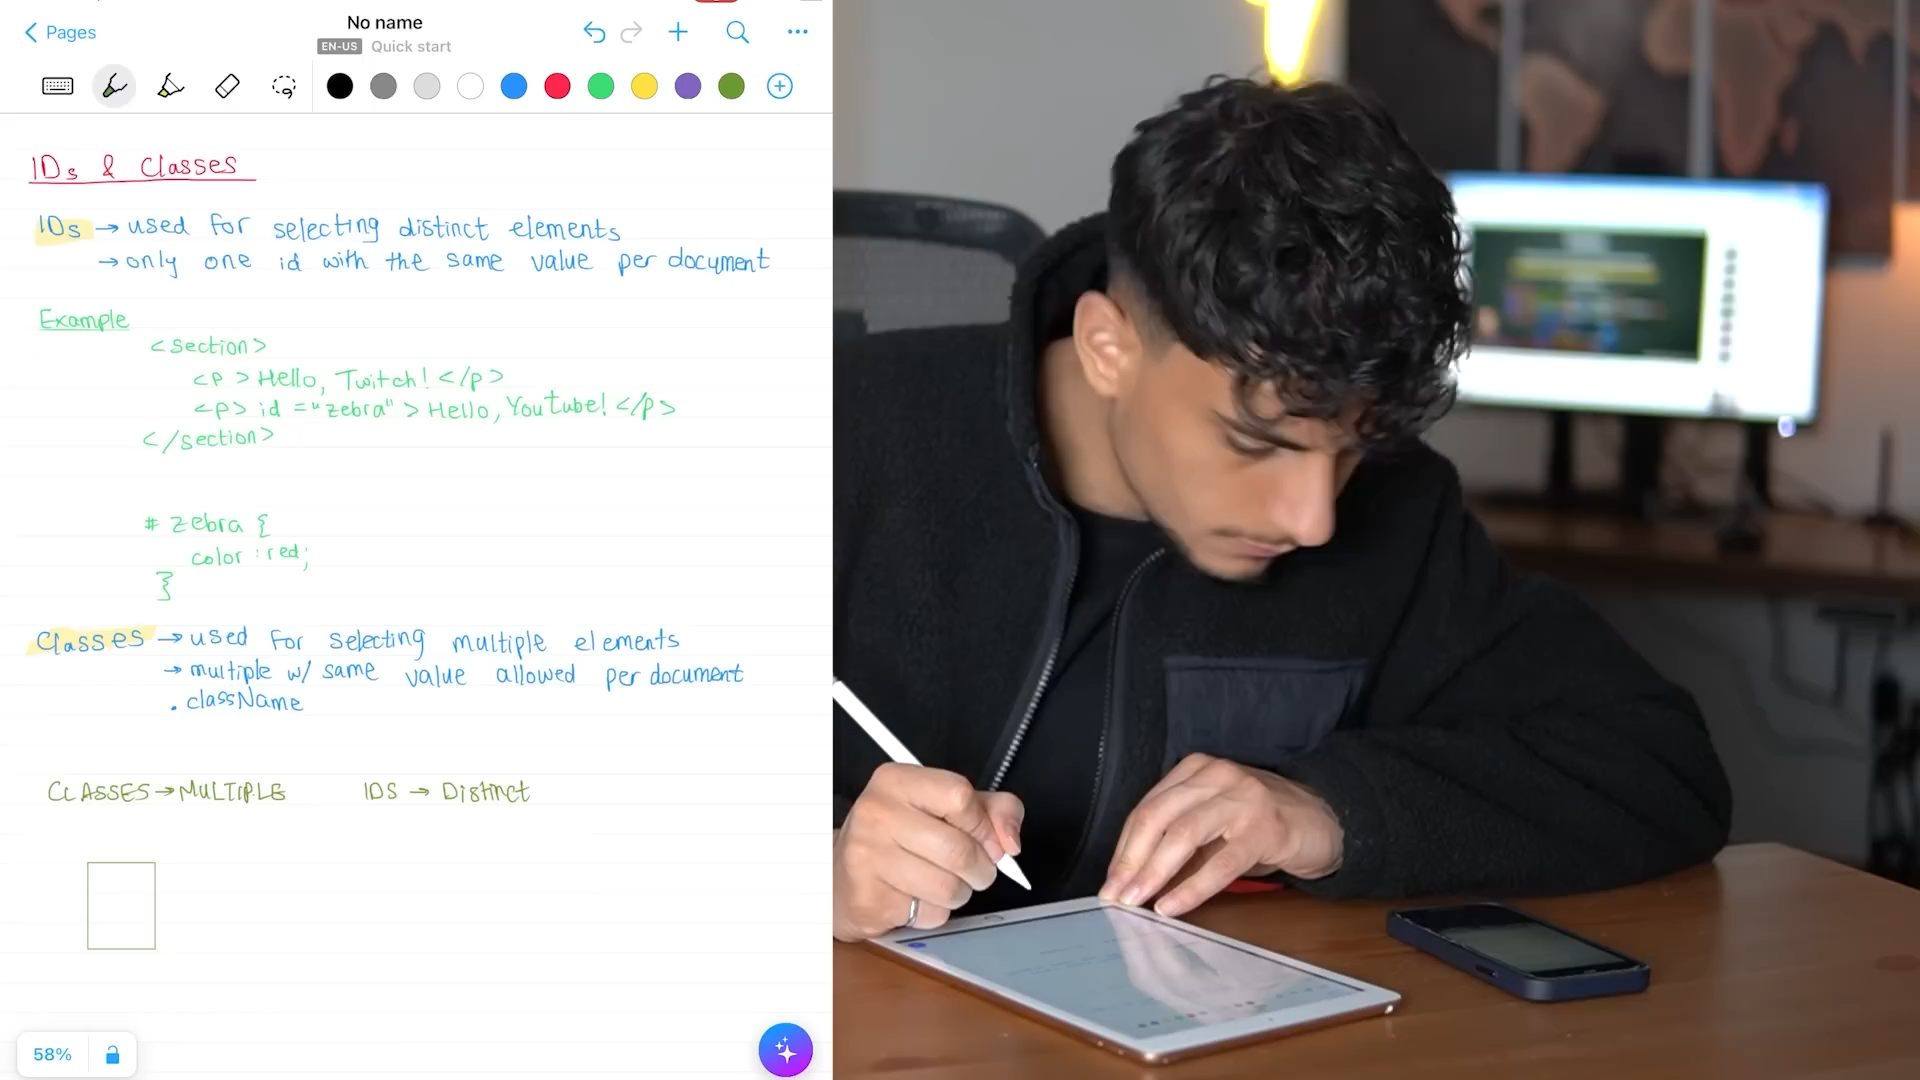 Pages
No name
EN-US Quick start
IDs & Classes
IDs → used for selecting distinct elements
→ only one id with the same value per document
Example
<section>
<p > Hello, Twitch! </p>
<p> id ="zebra" > Hello, YouTube! </p>
</section>
# zebra {
color : red;
}
Classes → used for selecting multiple elements
→ multiple w/ same value allowed per document
. className
CLASSES → MULTIPLE IDS → Distinct
58%